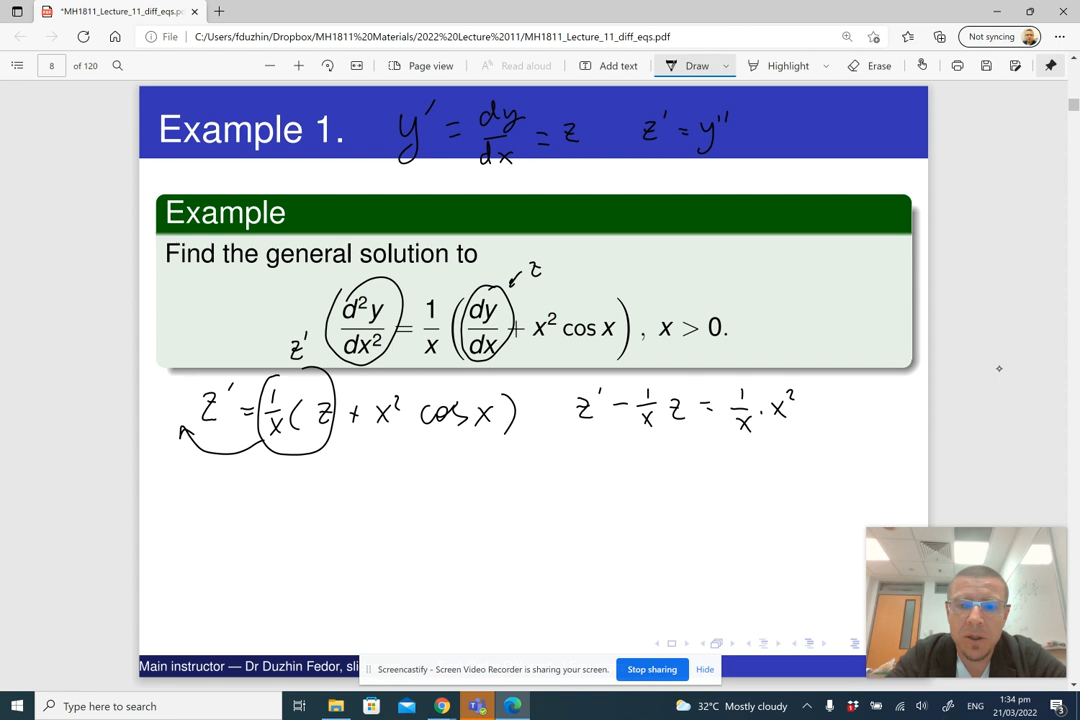 *MH1811_Lecture_11_diff_eqs.pd
File C:/Users/fduzhin/Dropbox/MH1811%20Materials/2022%20Lecture%2011/MH1811_Lecture_11_diff_eqs.pdf Not syncing
8 of 120 Page view Read aloud Add text Draw Highlight Erase
Example 1. y' = dy/dx = z z' = y''
Example
Find the general solution to
z
d²y/dx² = 1/x (dy/dx + x² cos x), x > 0.
z'
z' = 1/x (z + x² cos x) z' − 1/x z = 1/x · x²
Main instructor — Dr Duzhin Fedor, sli
Screencastify - Screen Video Recorder is sharing your screen. Stop sharing Hide
Type here to search 32°C Mostly cloudy ENG 1:34 pm
21/03/2022 3